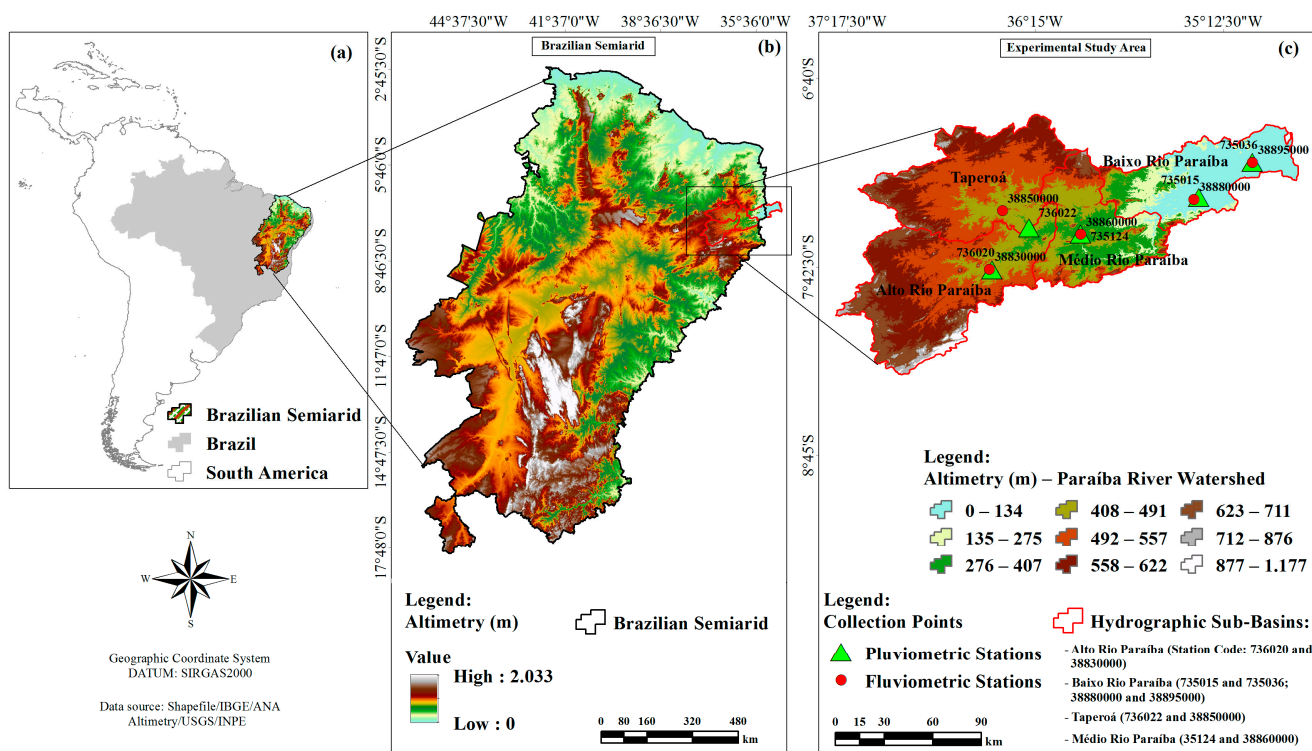 (a)
Brazilian Semiarid
Brazil
South America
N
W
E
S
Geographic Coordinate System
DATUM: SIRGAS2000
Data source: Shapefile/IBGE/ANA
Altimetry/USGS/INPE
44°37'30"W 41°37'0"W 38°36'30"W 35°36'0"W
Brazilian Semiarid
(b)
2°45'30"S
5°46'0"S
8°46'30"S
11°47'0"S
14°47'30"S
17°48'0"S
Legend:
Altimetry (m)
Brazilian Semiarid
Value
High : 2.033
Low : 0
0 80 160 240 320 480
km
37°17'30"W 36°15'W 35°12'30"W
Experimental Study Area
(c)
6°40'S
7°42'30"S
8°45'S
735036
38895000
Baixo Rio Paraíba
735015
38880000
Taperoá
38850000
736022
38860000
735124
Médio Rio Paraíba
736020
38830000
Alto Rio Paraíba
Legend:
Altimetry (m) – Paraíba River Watershed
0 – 134
408 – 491
623 – 711
135 – 275
492 – 557
712 – 876
276 – 407
558 – 622
877 – 1.177
Legend:
Collection Points
Pluviometric Stations
Fluviometric Stations
0 15 30 45 60 90
km
Hydrographic Sub-Basins:
- Alto Rio Paraíba (Station Code: 736020 and
38830000)
- Baixo Rio Paraíba (735015 and 735036;
38880000 and 38895000)
- Taperoá (736022 and 38850000)
- Médio Rio Paraíba (35124 and 38860000)